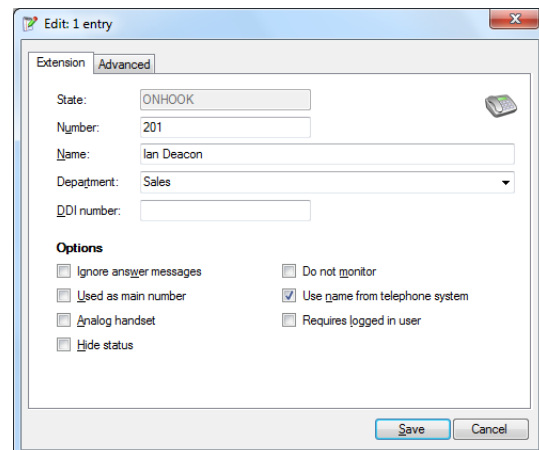 Edit: 1 entry
Extension Advanced
State: ONHOOK
Number: 201
Name: Ian Deacon
Department: Sales
DDI number:
Options
Ignore answer messages Do not monitor
Used as main number Use name from telephone system
Analog handset Requires logged in user
Hide status
Save Cancel